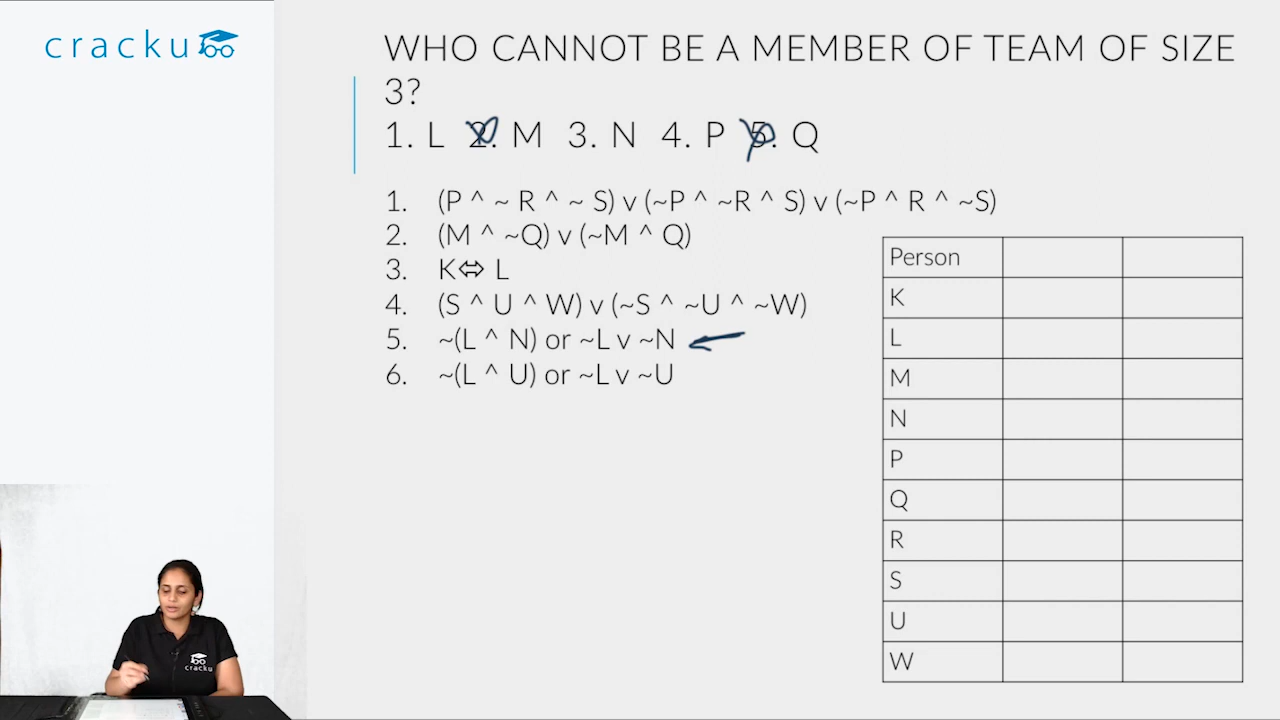 cracku
WHO CANNOT BE A MEMBER OF TEAM OF SIZE
3?
1. L 2. M 3. N 4. P 5. Q
1. (P ^ ~ R ^ ~ S) v (~P ^ ~R ^ S) v (~P ^ R ^ ~S)
2. (M ^ ~Q) v (~M ^ Q)
3. K⇔ L
4. (S ^ U ^ W) v (~S ^ ~U ^ ~W)
5. ~(L ^ N) or ~L v ~N
6. ~(L ^ U) or ~L v ~U
Person
K
L
M
N
P
Q
R
S
U
W
cracku